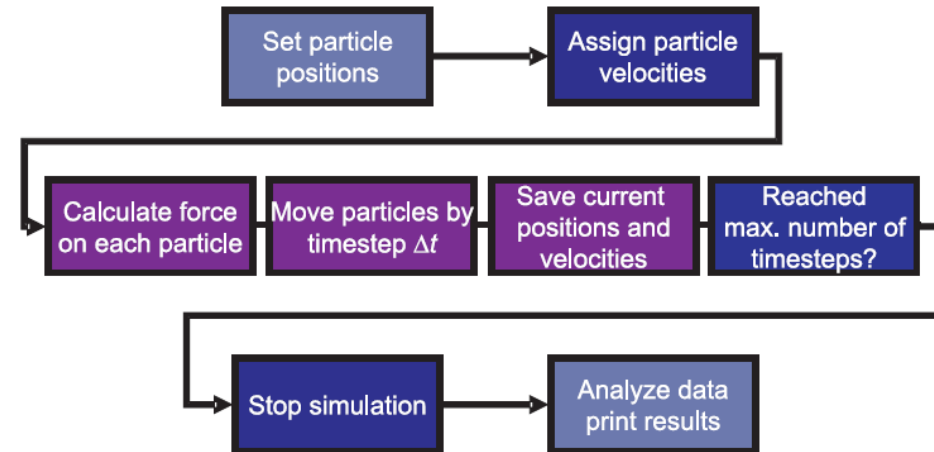 Set particle
positions
Assign particle
velocities
Calculate force
on each particle
Move particles by
timestep Δt
Save current
positions and
velocities
Reached
max. number of
timesteps?
Stop simulation
Analyze data
print results